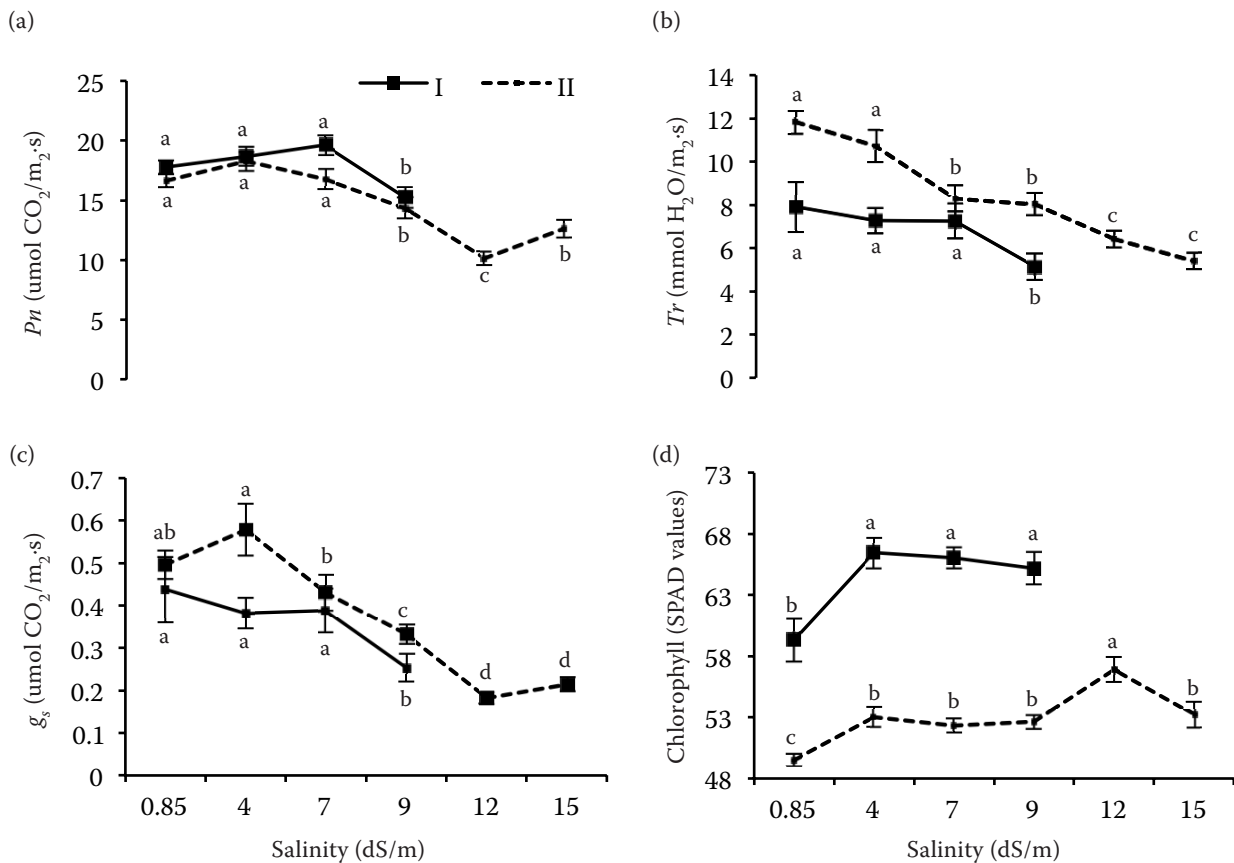 (a)
I
II
25
20
15
10
5
0
Pn (umol CO₂/m₂·s)
a
a
a
b
a
a
a
b
c
b
(b)
14
12
10
8
6
4
2
0
Tr (mmol H₂O/m₂·s)
a
a
b
b
c
c
a
a
a
b
(c)
0.7
0.6
0.5
0.4
0.3
0.2
0.1
0
gₛ (umol CO₂/m₂·s)
ab
a
b
c
d
d
a
a
a
b
0.85 4 7 9 12 15
Salinity (dS/m)
(d)
73
68
63
58
53
48
Chlorophyll (SPAD values)
b
a
a
a
c
b
b
b
a
b
0.85 4 7 9 12 15
Salinity (dS/m)